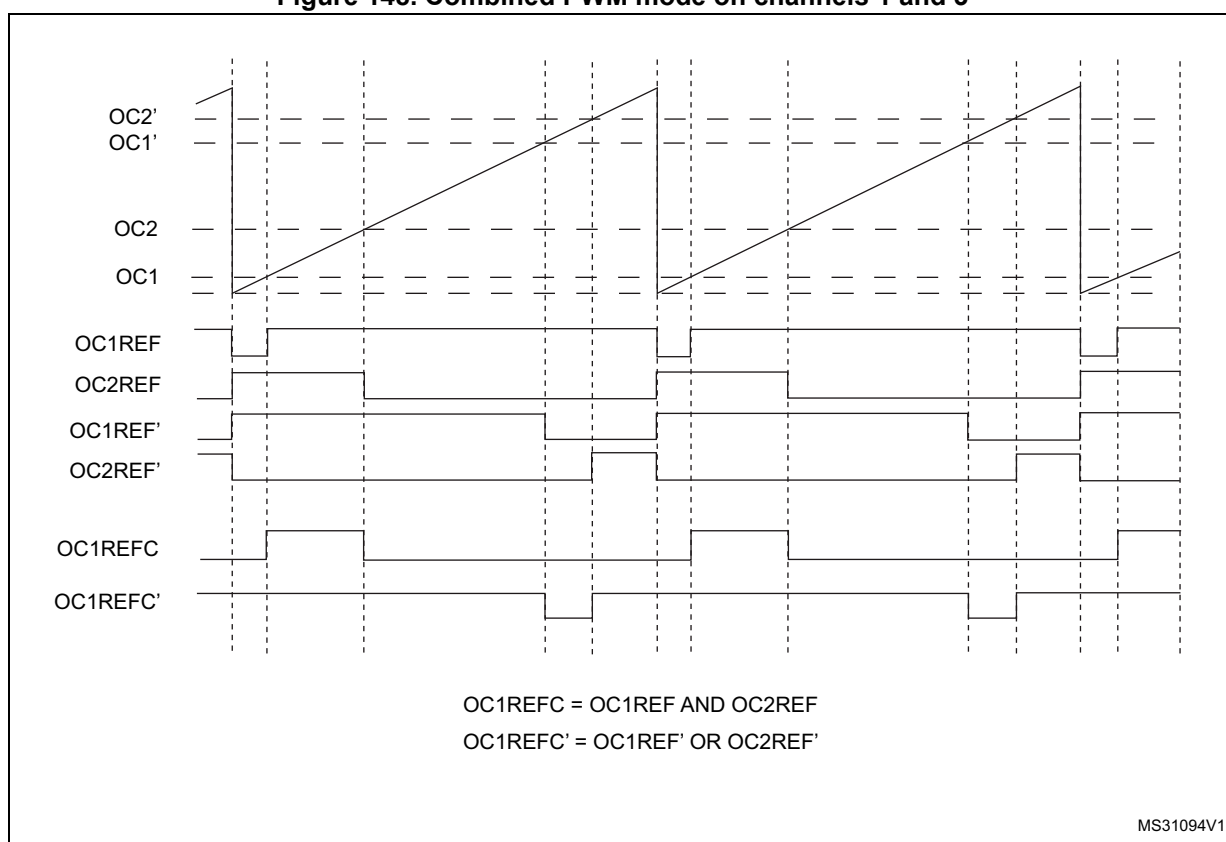 OC2’
OC1’
OC2
OC1
OC1REF
OC2REF
OC1REF’
OC2REF’
OC1REFC
OC1REFC’
OC1REFC = OC1REF AND OC2REF
OC1REFC’ = OC1REF’ OR OC2REF’
MS31094V1